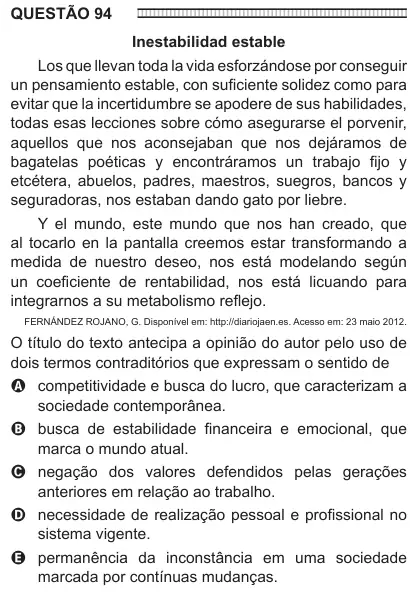 QUESTÃO 94
Inestabilidad estable
Los que llevan toda la vida esforzándose por conseguir
un pensamiento estable, con suficiente solidez como para
evitar que la incertidumbre se apodere de sus habilidades,
todas esas lecciones sobre cómo asegurarse el porvenir,
aquellos que nos aconsejaban que nos dejáramos de
bagatelas poéticas y encontráramos un trabajo fijo y
etcétera, abuelos, padres, maestros, suegros, bancos y
seguradoras, nos estaban dando gato por liebre.
Y el mundo, este mundo que nos han creado, que
al tocarlo en la pantalla creemos estar transformando a
medida de nuestro deseo, nos está modelando según
un coeficiente de rentabilidad, nos está licuando para
integrarnos a su metabolismo reflejo.
FERNÁNDEZ ROJANO, G. Disponível em: http://diariojaen.es. Acesso em: 23 maio 2012.
O título do texto antecipa a opinião do autor pelo uso de
dois termos contraditórios que expressam o sentido de
A competitividade e busca do lucro, que caracterizam a
sociedade contemporânea.
B busca de estabilidade financeira e emocional, que
marca o mundo atual.
C negação dos valores defendidos pelas gerações
anteriores em relação ao trabalho.
D necessidade de realização pessoal e profissional no
sistema vigente.
E permanência da inconstância em uma sociedade
marcada por contínuas mudanças.